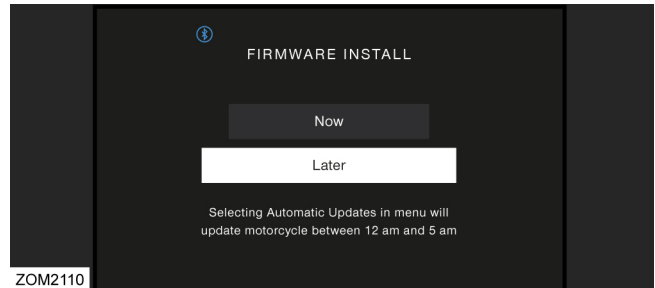 FIRMWARE INSTALL
Now
Later
Selecting Automatic Updates in menu will
update motorcycle between 12 am and 5 am
ZOM2110